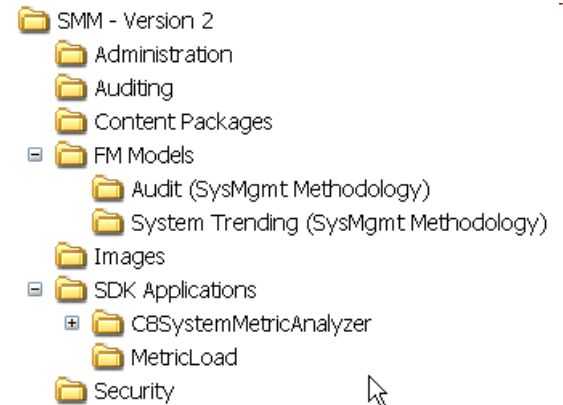 SMM - Version 2
Administration
Auditing
Content Packages
FM Models
Audit (SysMgmt Methodology)
System Trending (SysMgmt Methodology)
Images
SDK Applications
C8SystemMetricAnalyzer
MetricLoad
Security